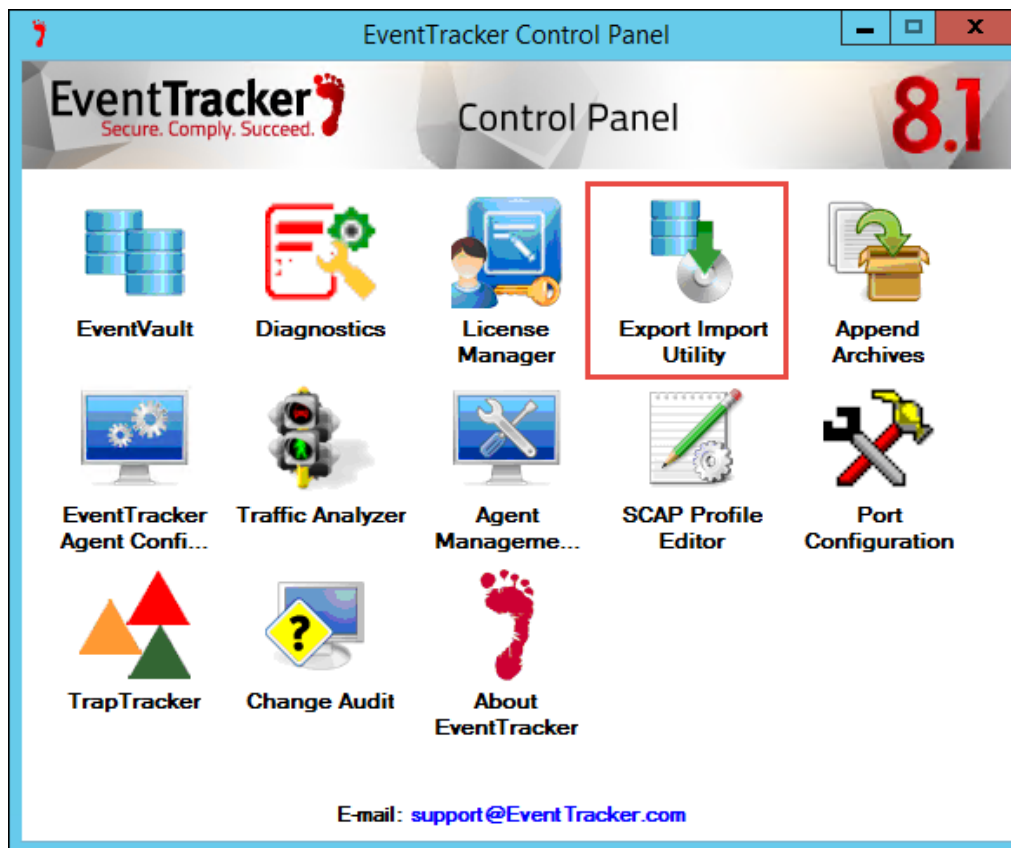 EventTracker Control Panel
EventTracker
Secure. Comply. Succeed.
Control Panel
8.1
EventVault
Diagnostics
License
Manager
Export Import
Utility
Append
Archives
EventTracker
Agent Confi...
Traffic Analyzer
Agent
Manageme...
SCAP Profile
Editor
Port
Configuration
TrapTracker
Change Audit
About
EventTracker
E-mail: support@EventTracker.com